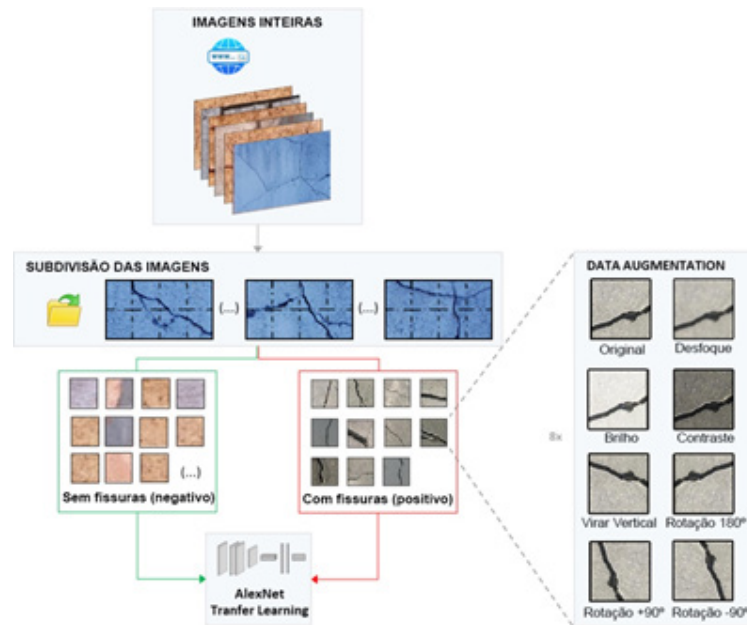 IMAGENS INTEIRAS
www.
SUBDIVISÃO DAS IMAGENS
(...)
(...)
Sem fissuras (negativo)
(...)
Com fissuras (positivo)
AlexNet
Tranfer Learning
DATA AUGMENTATION
8x
Original
Desfoque
Brilho
Contraste
Virar Vertical
Rotação 180º
Rotação +90º
Rotação -90º